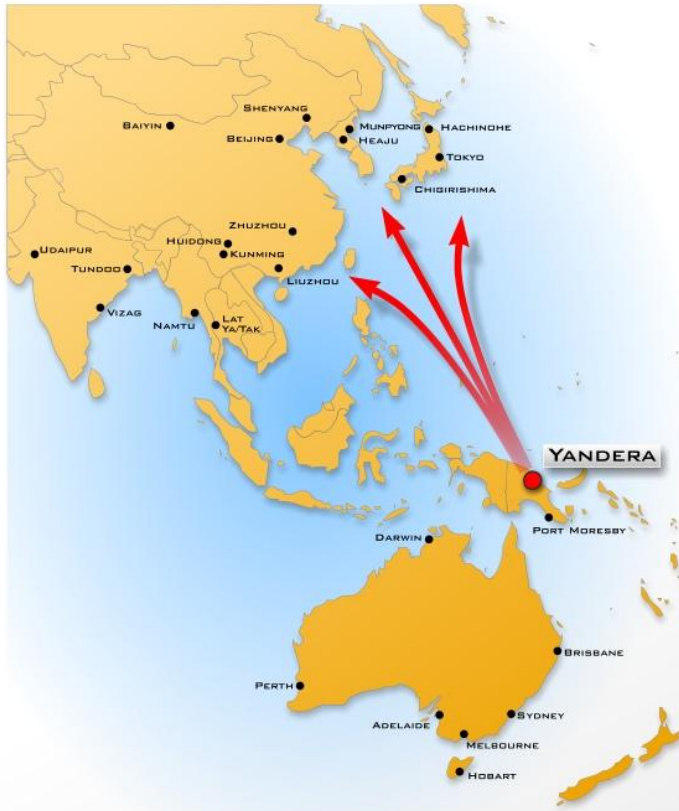 SHENYANG
BAIYIN
MUNPYONG
HACHINOHE
BEIJING
HEAJU
TOKYO
CHIGIRISHIMA
ZHUZHOU
HUIDONG
UDAIPUR
KUNMING
TUNDOO
LIUZHOU
VIZAG
NAMTU
LAT
YA/TAK
YANDERA
PORT MORESBY
DARWIN
BRISBANE
PERTH
ADELAIDE
SYDNEY
MELBOURNE
HOBART